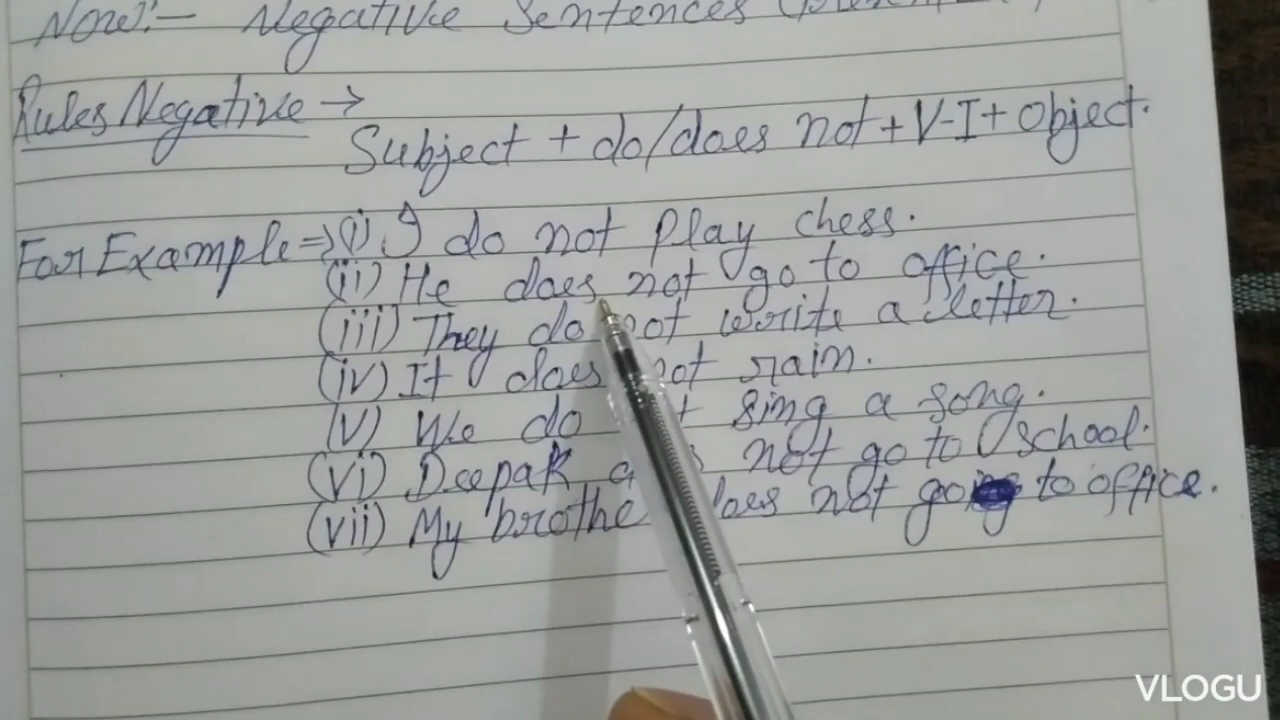 Now:- Negative Sentences
Rules Negative →
Subject + do/does not + V-I + Object.
For Example ⇒ (i) I do not play chess.
(ii) He does not go to office.
(iii) They do not write a letter.
(iv) It does not rain.
(v) We do sing a song.
(vi) Deepak not go to school.
(vii) My brothe does not go to office.
VLOGU